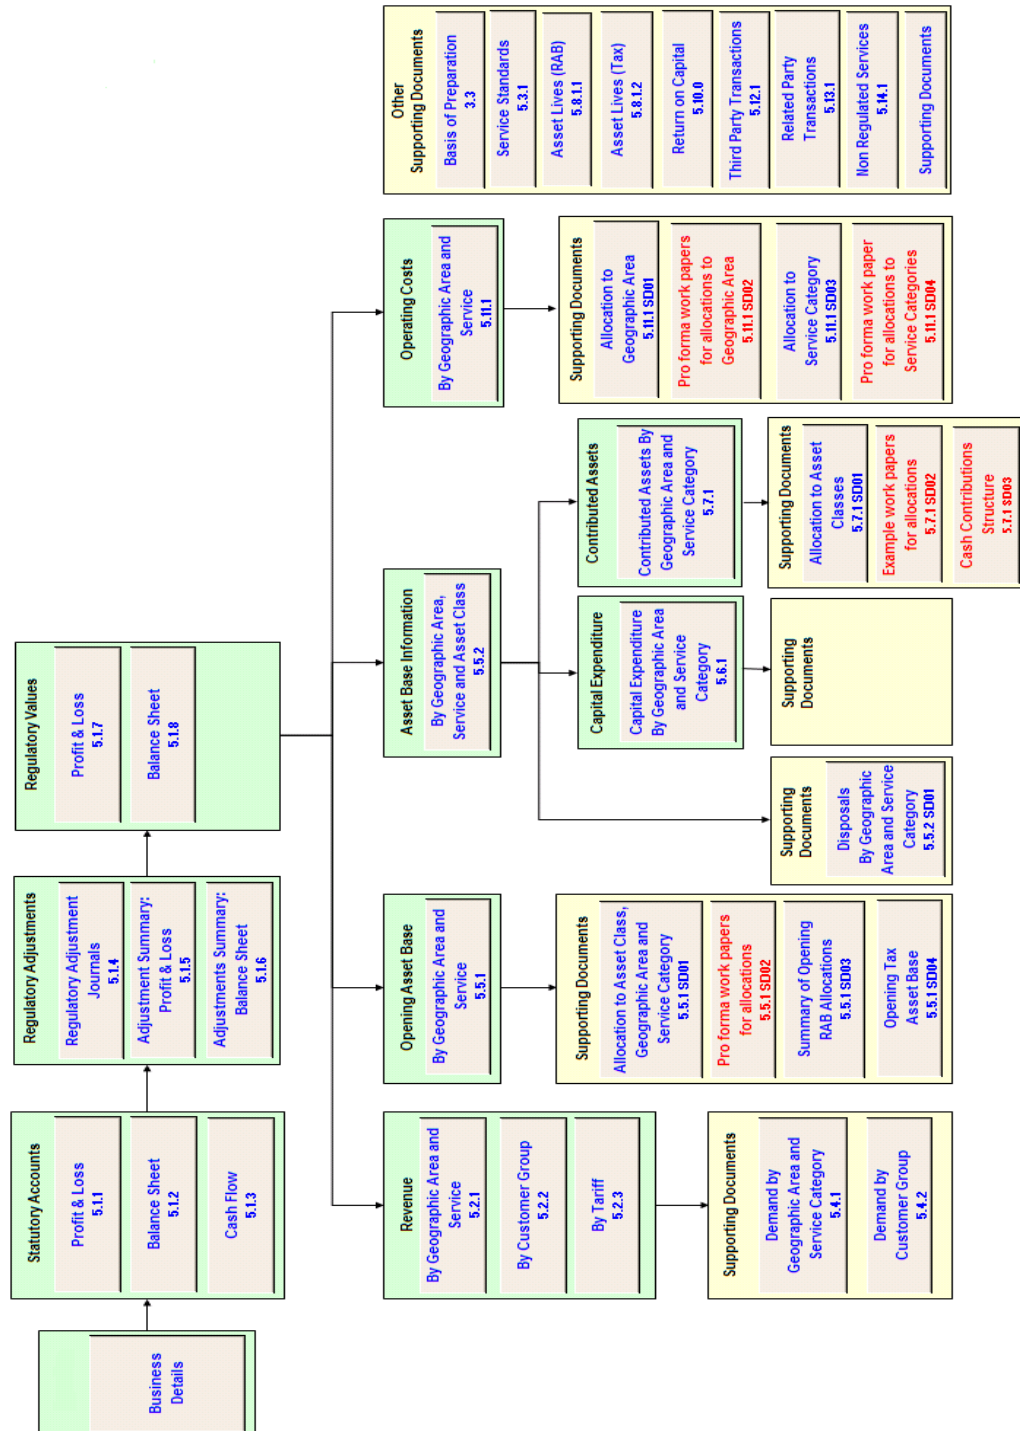 Business
Details
Statutory Accounts
Profit & Loss
5.1.1
Balance Sheet
5.1.2
Cash Flow
5.1.3
Regulatory Adjustments
Regulatory Adjustment
Journals
5.1.4
Adjustment Summary:
Profit & Loss
5.1.5
Adjustments Summary:
Balance Sheet
5.1.6
Regulatory Values
Profit & Loss
5.1.7
Balance Sheet
5.1.8
Revenue
By Geographic Area and
Service
5.2.1
By Customer Group
5.2.2
By Tariff
5.2.3
Supporting Documents
Demand by
Geographic Area and
Service Category
5.4.1
Demand by
Customer Group
5.4.2
Opening Asset Base
By Geographic Area and
Service
5.5.1
Supporting Documents
Allocation to Asset Class,
Geographic Area and
Service Category
5.5.1 SD01
Pro forma work papers
for allocations
5.5.1 SD02
Summary of Opening
RAB Allocations
5.5.1 SD03
Opening Tax
Asset Base
5.5.1 SD04
Asset Base Information
By Geographic Area,
Service and Asset Class
5.5.2
Supporting
Documents
Disposals
By Geographic
Area and Service
Category
5.5.2 SD01
Capital Expenditure
Capital Expenditure
By Geographic Area
and Service
Category
5.6.1
Supporting
Documents
Contributed Assets
Contributed Assets By
Geographic Area and
Service Category
5.7.1
Supporting Documents
Allocation to Asset
Classes
5.7.1 SD01
Example work papers
for allocations
5.7.1 SD02
Cash Contributions
Structure
5.7.1 SD03
Operating Costs
By Geographic Area and
Service
5.11.1
Supporting Documents
Allocation to
Geographic Area
5.11.1 SD01
Pro forma work papers
for allocations to
Geographic Area
5.11.1 SD02
Allocation to
Service Category
5.11.1 SD03
Pro forma work paper
for allocations to
Service Categories
5.11.1 SD04
Other
Supporting Documents
Basis of Preparation
3.3
Service Standards
5.3.1
Asset Lives (RAB)
5.8.1.1
Asset Lives (Tax)
5.8.1.2
Return on Capital
5.10.0
Third Party Transactions
5.12.1
Related Party
Transactions
5.13.1
Non Regulated Services
5.14.1
Supporting Documents